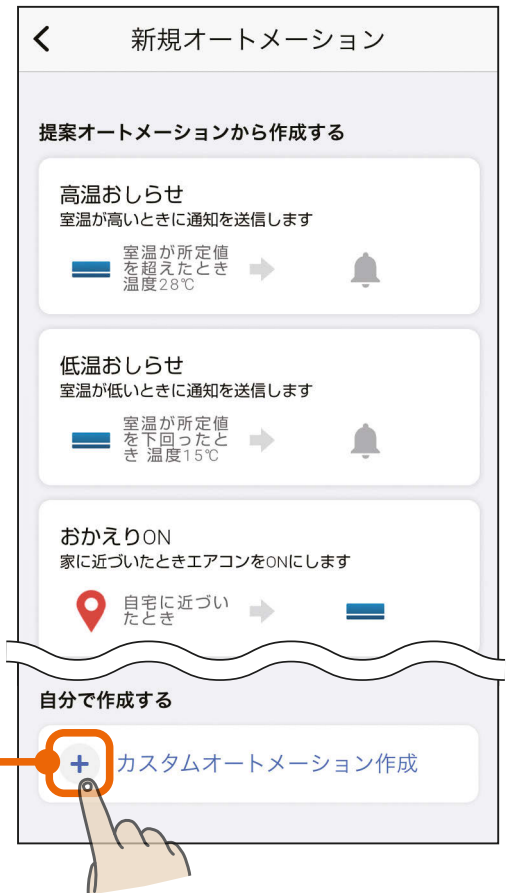 新規オートメーション
提案オートメーションから作成する
高温おしらせ
室温が高いときに通知を送信します
室温が所定値
を超えたとき
温度28℃
低温おしらせ
室温が低いときに通知を送信します
室温が所定値
を下回ったと
き 温度15℃
おかえりON
家に近づいたときエアコンをONにします
自宅に近づい
たとき
自分で作成する
+ カスタムオートメーション作成